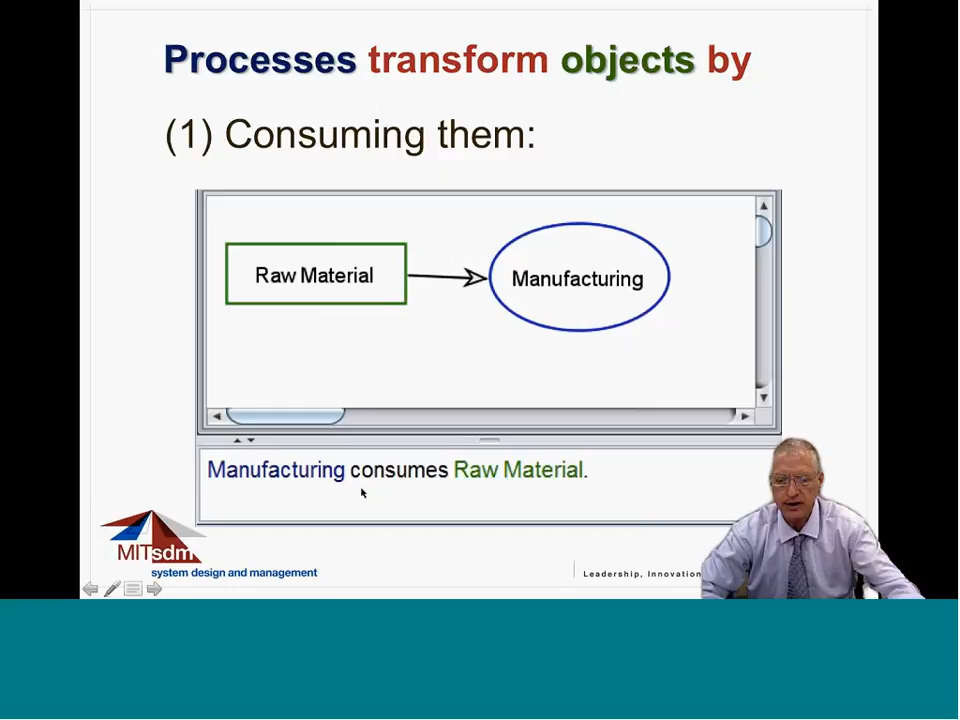 Processes transform objects by
(1) Consuming them:
Raw Material
Manufacturing
Manufacturing consumes Raw Material.
MITsdm
system design and management
Leadership, Innovation